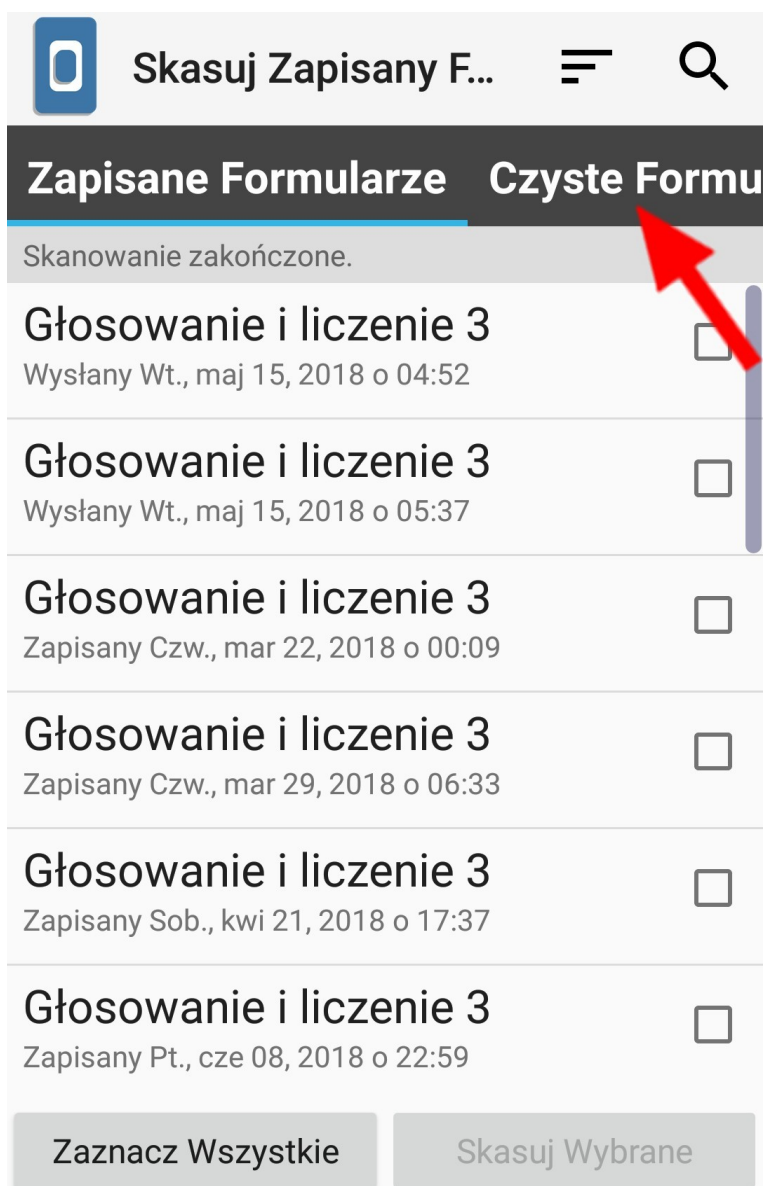 Skasuj Zapisany F...
Zapisane Formularze Czyste Formu
Skanowanie zakończone.
Głosowanie i liczenie 3
Wysłany Wt., maj 15, 2018 o 04:52
Głosowanie i liczenie 3
Wysłany Wt., maj 15, 2018 o 05:37
Głosowanie i liczenie 3
Zapisany Czw., mar 22, 2018 o 00:09
Głosowanie i liczenie 3
Zapisany Czw., mar 29, 2018 o 06:33
Głosowanie i liczenie 3
Zapisany Sob., kwi 21, 2018 o 17:37
Głosowanie i liczenie 3
Zapisany Pt., cze 08, 2018 o 22:59
Zaznacz Wszystkie Skasuj Wybrane